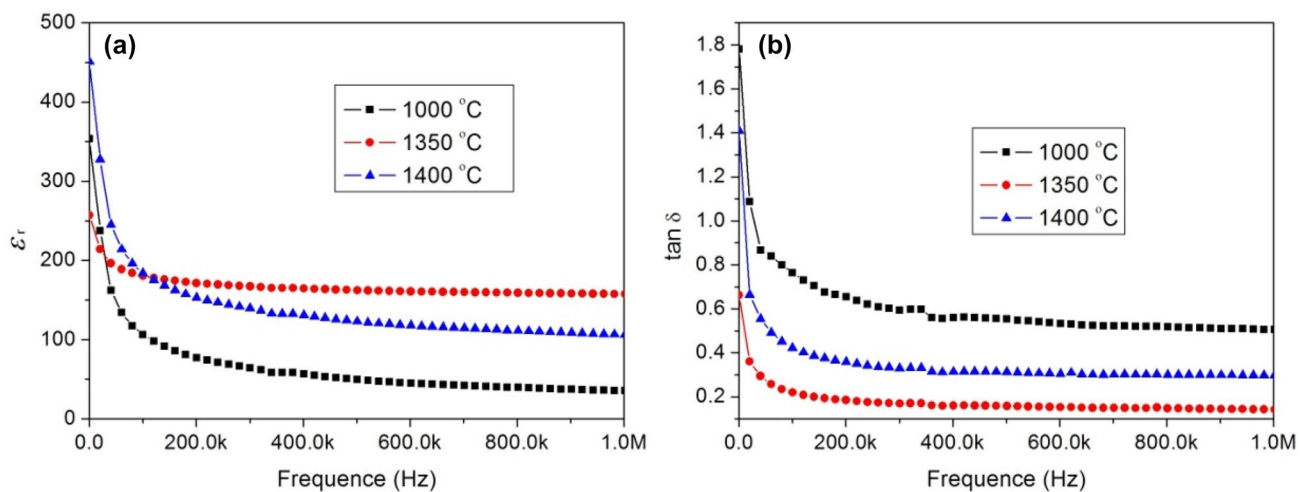 (a)
500
400
300
200
100
0
εr
1000 °C
1350 °C
1400 °C
0.0 200.0k 400.0k 600.0k 800.0k 1.0M
Frequence (Hz)
(b)
1.8
1.6
1.4
1.2
1.0
0.8
0.6
0.4
0.2
tan δ
1000 °C
1350 °C
1400 °C
0.0 200.0k 400.0k 600.0k 800.0k 1.0M
Frequence (Hz)